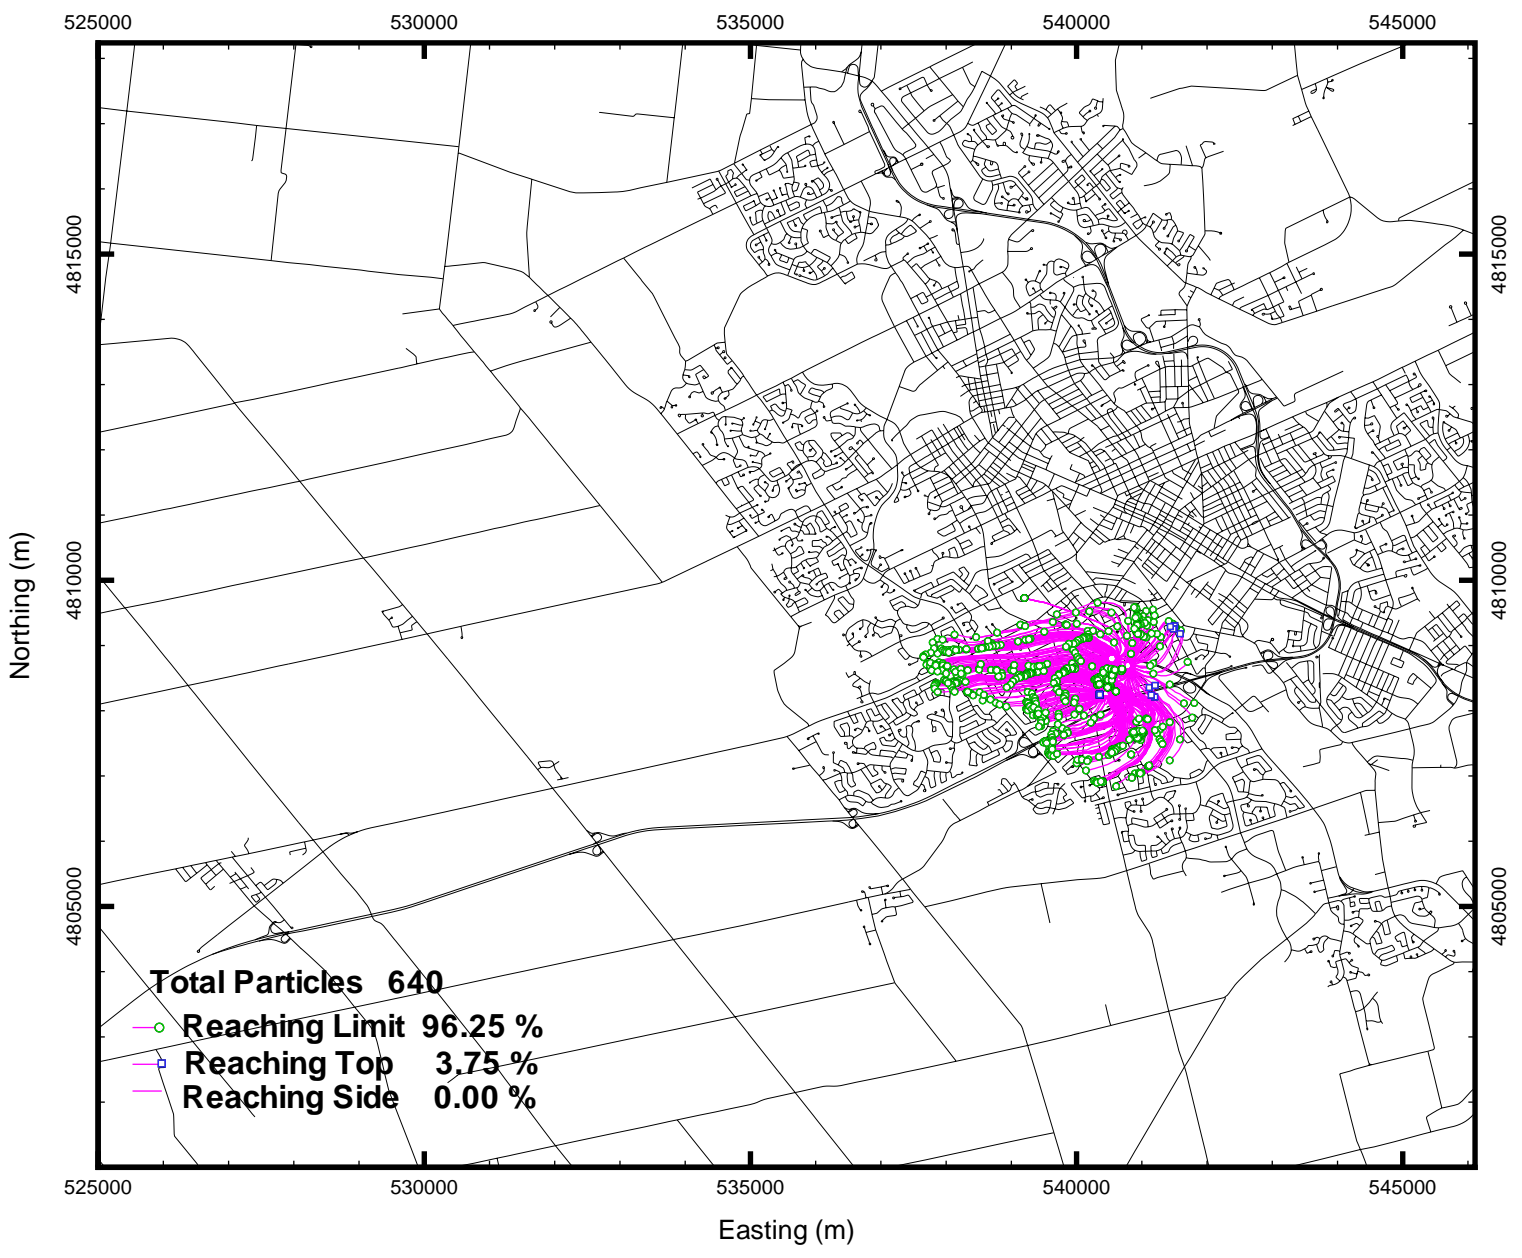 525000 530000 535000 540000 545000
4815000 4815000
4810000 4810000
Northing (m)
4805000 4805000
Total Particles 640
Reaching Limit 96.25 %
Reaching Top 3.75 %
Reaching Side 0.00 %
525000 530000 535000 540000 545000
Easting (m)